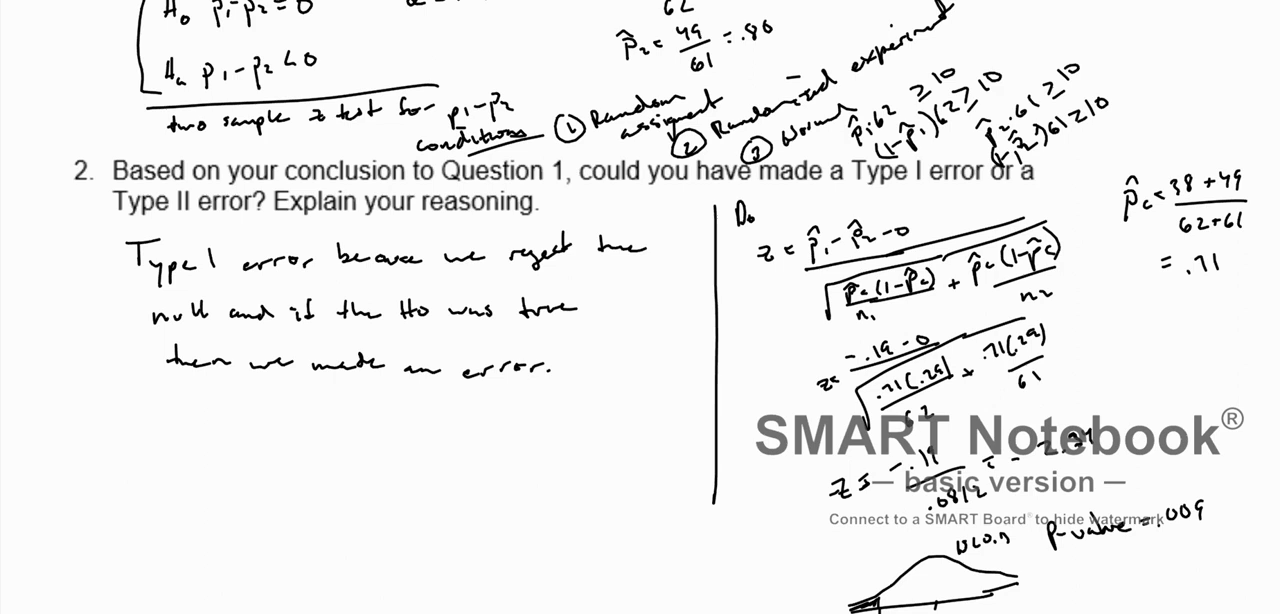 H₀ p₁-p₂=0
Hₐ p₁-p₂<0
two sample z test for p₁-p₂
conditions
① Random assignment
② Randomized experiment
③ Normal
p̂₁·62 ≥ 10
(1-p̂₁)62 ≥ 10
p̂₂·61 ≥ 10
(1-p̂₂)61 ≥ 10
62
p̂₂ = 49/61 = .80
2. Based on your conclusion to Question 1, could you have made a Type I error or a
Type II error? Explain your reasoning.
Type I error because we reject the
null and if the Ho was true
then we made an error.
Do
z = p̂₁-p̂₂-0 / √(p̂c(1-p̂c)/n₁ + p̂c(1-p̂c)/n₂)
p̂c = 38+49 / 62+61
= .71
z= -.19-0 / √(.71(.29)/62 + .71(.29)/61)
z = -.19 / .0812 =
SMART Notebook®
— basic version —
Connect to a SMART Board® to hide watermark
p-value = .009